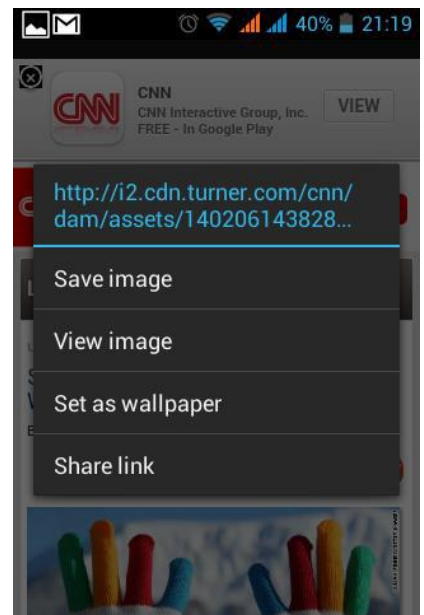 40% 21:19
CNN
CNN
CNN Interactive Group, Inc.
FREE - In Google Play
VIEW
http://i2.cdn.turner.com/cnn/
dam/assets/140206143828...
Save image
View image
Set as wallpaper
Share link